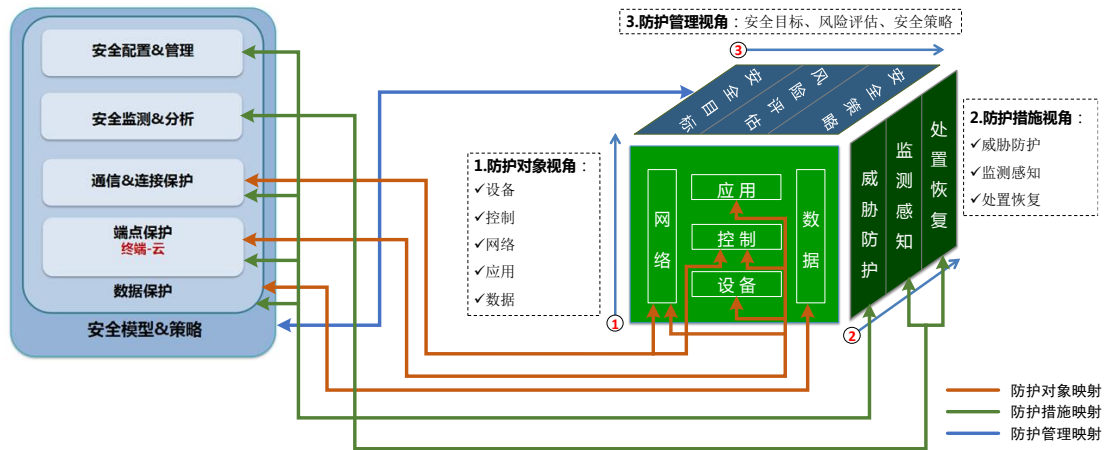 安全配置&管理
安全监测&分析
通信&连接保护
端点保护
终端-云
数据保护
安全模型&策略
3.防护管理视角：安全目标、风险评估、安全策略
③
安全目标
风险评估
安全策略
1.防护对象视角：
✓设备
✓控制
✓网络
✓应用
✓数据
①
网络
应用
控制
设备
数据
威胁防护
监测感知
处置恢复
②
2.防护措施视角：
✓威胁防护
✓监测感知
✓处置恢复
防护对象映射
防护措施映射
防护管理映射